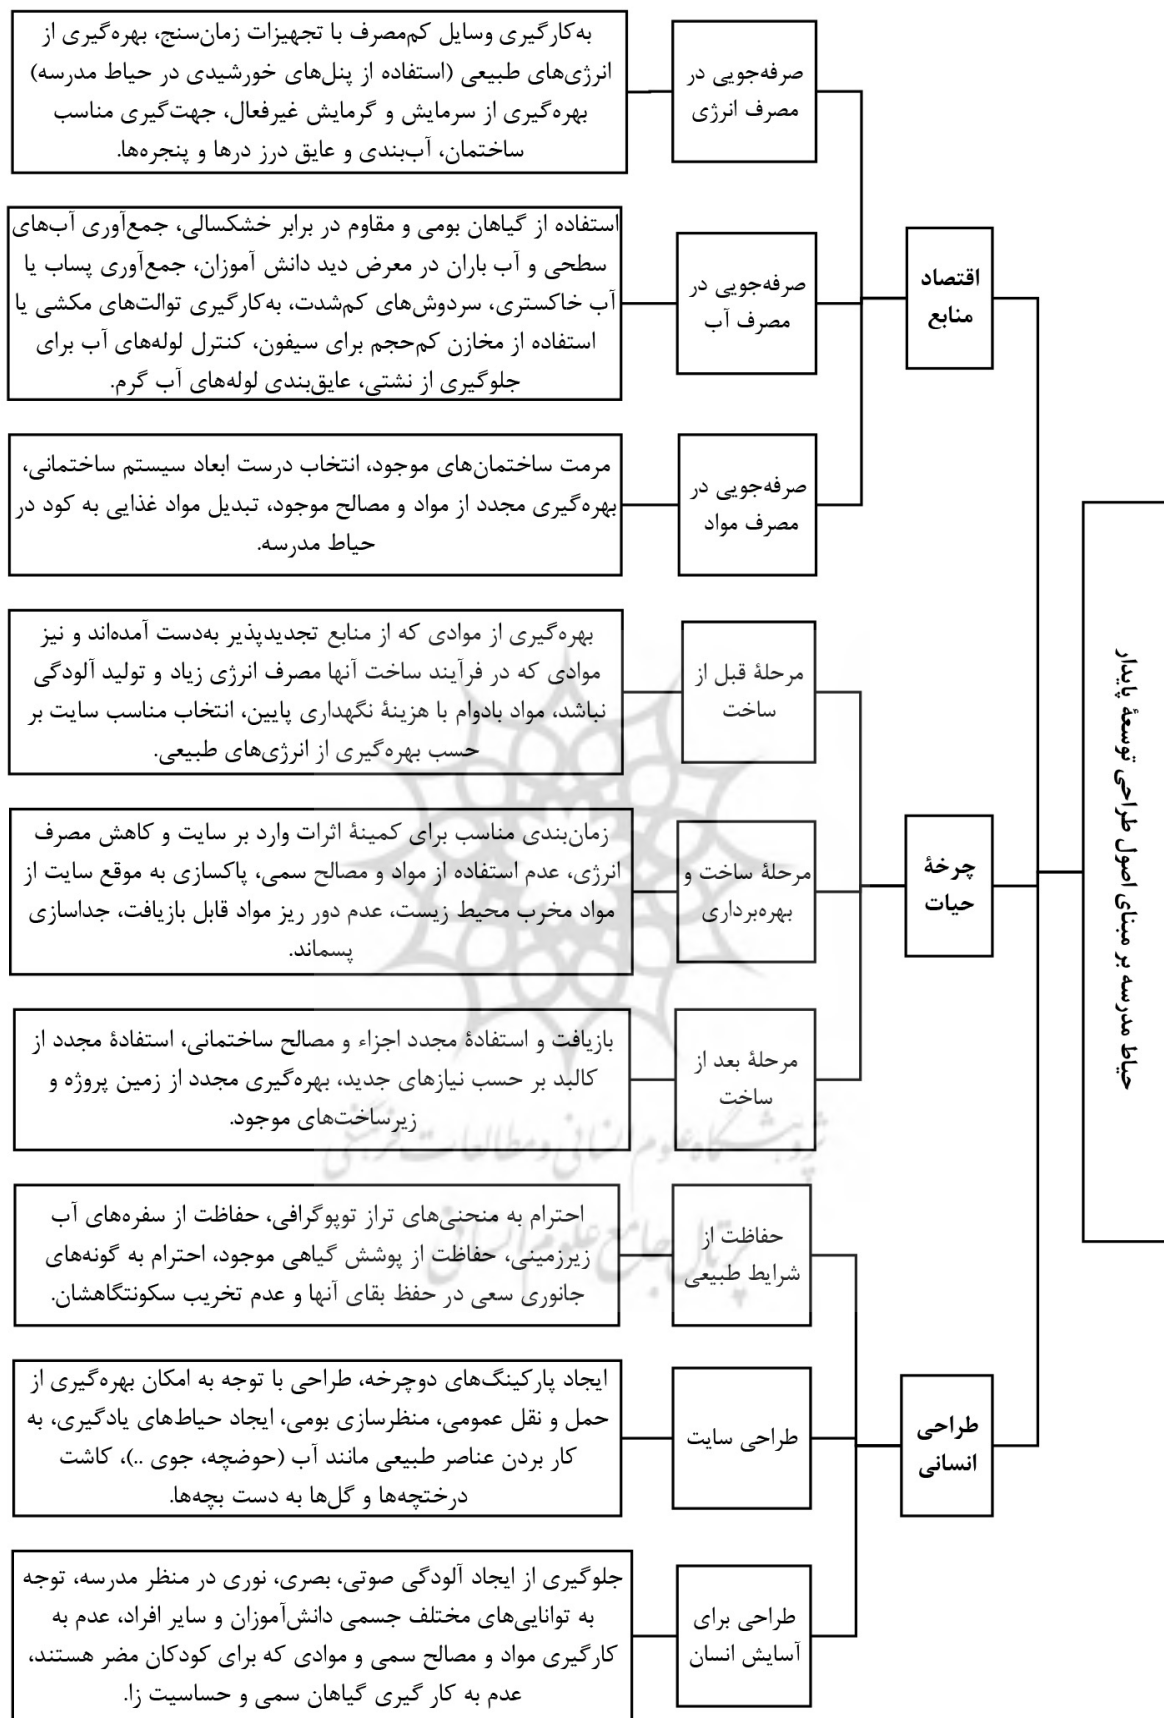 حیاط مدرسه بر مبنای اصول طراحی توسعۀ پایدار
اقتصاد
منابع
صرفه‌جویی در
مصرف انرژی
به‌کارگیری وسایل کم‌مصرف با تجهیزات زمان‌سنج، بهره‌گیری از
انرژی‌های طبیعی (استفاده از پنل‌های خورشیدی در حیاط مدرسه)
بهره‌گیری از سرمایش و گرمایش غیرفعال، جهت‌گیری مناسب
ساختمان، آب‌بندی و عایق درز درها و پنجره‌ها.
صرفه‌جویی در
مصرف آب
استفاده از گیاهان بومی و مقاوم در برابر خشکسالی، جمع‌آوری آب‌های
سطحی و آب باران در معرض دید دانش آموزان، جمع‌آوری پساب یا
آب خاکستری، سردوش‌های کم‌شدت، به‌کارگیری توالت‌های مکشی یا
استفاده از مخازن کم‌حجم برای سیفون، کنترل لوله‌های آب برای
جلوگیری از نشتی، عایق‌بندی لوله‌های آب گرم.
صرفه‌جویی در
مصرف مواد
مرمت ساختمان‌های موجود، انتخاب درست ابعاد سیستم ساختمانی،
بهره‌گیری مجدد از مواد و مصالح موجود، تبدیل مواد غذایی به کود در
حیاط مدرسه.
چرخۀ
حیات
مرحلۀ قبل از
ساخت
بهره‌گیری از موادی که از منابع تجدیدپذیر به‌دست آمده‌اند و نیز
موادی که در فرآیند ساخت آنها مصرف انرژی زیاد و تولید آلودگی
نباشد، مواد بادوام با هزینۀ نگهداری پایین، انتخاب مناسب سایت بر
حسب بهره‌گیری از انرژی‌های طبیعی.
مرحلۀ ساخت و
بهره‌برداری
زمان‌بندی مناسب برای کمینۀ اثرات وارد بر سایت و کاهش مصرف
انرژی، عدم استفاده از مواد و مصالح سمی، پاکسازی به موقع سایت از
مواد مخرب محیط زیست، عدم دور ریز مواد قابل بازیافت، جداسازی
پسماند.
مرحلۀ بعد از
ساخت
بازیافت و استفادۀ مجدد اجزاء و مصالح ساختمانی، استفادۀ مجدد از
کالبد بر حسب نیازهای جدید، بهره‌گیری مجدد از زمین پروژه و
زیرساخت‌های موجود.
پژوهشگاه علوم انسانی و مطالعات فرهنگی
پرتال جامع علوم انسانی
طراحی
انسانی
حفاظت از
شرایط طبیعی
احترام به منحنی‌های تراز توپوگرافی، حفاظت از سفره‌های آب
زیرزمینی، حفاظت از پوشش گیاهی موجود، احترام به گونه‌های
جانوری سعی در حفظ بقای آنها و عدم تخریب سکونتگاهشان.
طراحی سایت
ایجاد پارکینگ‌های دوچرخه، طراحی با توجه به امکان بهره‌گیری از
حمل و نقل عمومی، منظرسازی بومی، ایجاد حیاط‌های یادگیری، به
کار بردن عناصر طبیعی مانند آب (حوضچه، جوی ..)، کاشت
درختچه‌ها و گل‌ها به دست بچه‌ها.
طراحی برای
آسایش انسان
جلوگیری از ایجاد آلودگی صوتی، بصری، نوری در منظر مدرسه، توجه
به توانایی‌های مختلف جسمی دانش‌آموزان و سایر افراد، عدم به
کارگیری مواد و مصالح سمی و موادی که برای کودکان مضر هستند،
عدم به کار گیری گیاهان سمی و حساسیت زا.